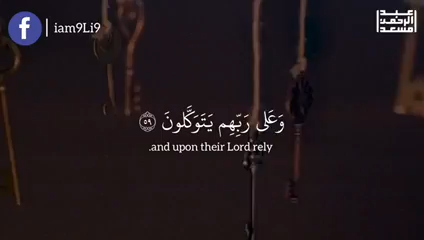 iam9Li9
عبد
الرحمن
مسعد
وَعَلَى رَبِّهِم يَتَوَكَّلُونَ ٥٩
.and upon their Lord rely